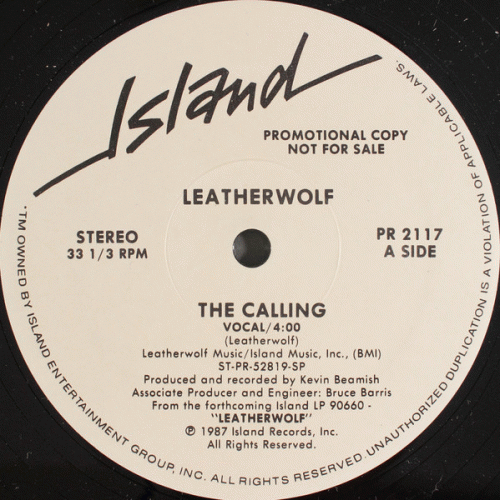 Island
PROMOTIONAL COPY
NOT FOR SALE
LEATHERWOLF
STEREO
33 1/3 RPM
PR 2117
A SIDE
THE CALLING
VOCAL/4:00
(Leatherwolf)
Leatherwolf Music/Island Music, Inc., (BMI)
ST-PR-52819-SP
Produced and recorded by Kevin Beamish
Associate Producer and Engineer: Bruce Barris
From the forthcoming Island LP 90660 -
"LEATHERWOLF"
℗ 1987 Island Records, Inc.
All Rights Reserved.
*TM OWNED BY ISLAND ENTERTAINMENT GROUP, INC. ALL RIGHTS RESERVED. UNAUTHORIZED DUPLICATION IS A VIOLATION OF APPLICABLE LAWS.